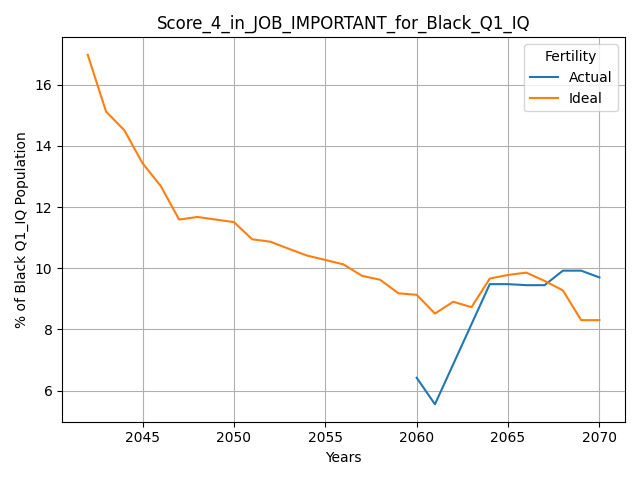 Score_4_in_JOB_IMPORTANT_for_Black_Q1_IQ
Fertility
Actual
Ideal
% of Black Q1_IQ Population
16
14
12
10
8
6
2045
2050
2055
2060
2065
2070
Years